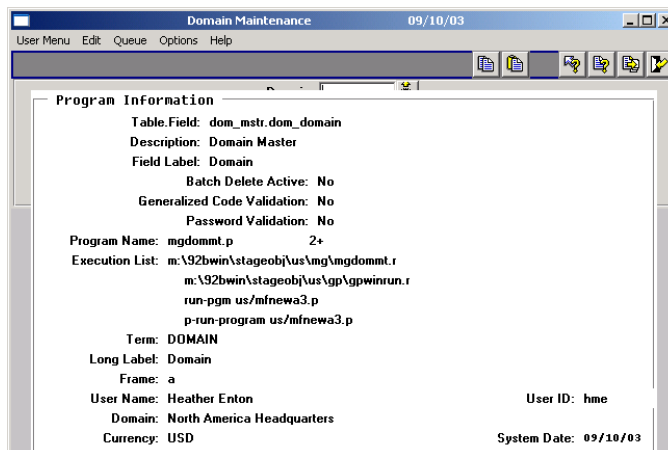 Domain Maintenance 09/10/03
User Menu Edit Queue Options Help
Program Information
Table.Field: dom_mstr.dom_domain
Description: Domain Master
Field Label: Domain
Batch Delete Active: No
Generalized Code Validation: No
Password Validation: No
Program Name: mgdommt.p 2+
Execution List: m:\92bwin\stageobj\us\mg\mgdommt.r
m:\92bwin\stageobj\us\gp\gpwinrun.r
run-pgm us/mfnewa3.p
p-run-program us/mfnewa3.p
Term: DOMAIN
Long Label: Domain
Frame: a
User Name: Heather Enton User ID: hme
Domain: North America Headquarters
Currency: USD System Date: 09/10/03